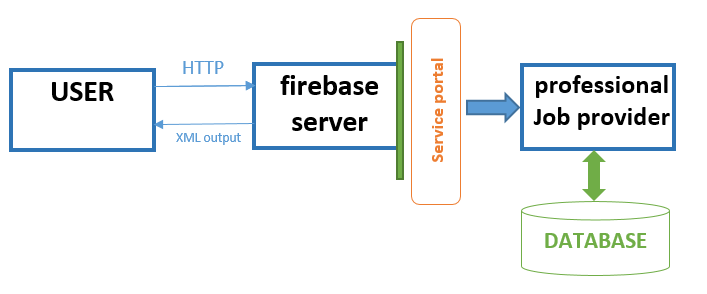 USER
HTTP
XML output
firebase
server
Service portal
professional
Job provider
DATABASE